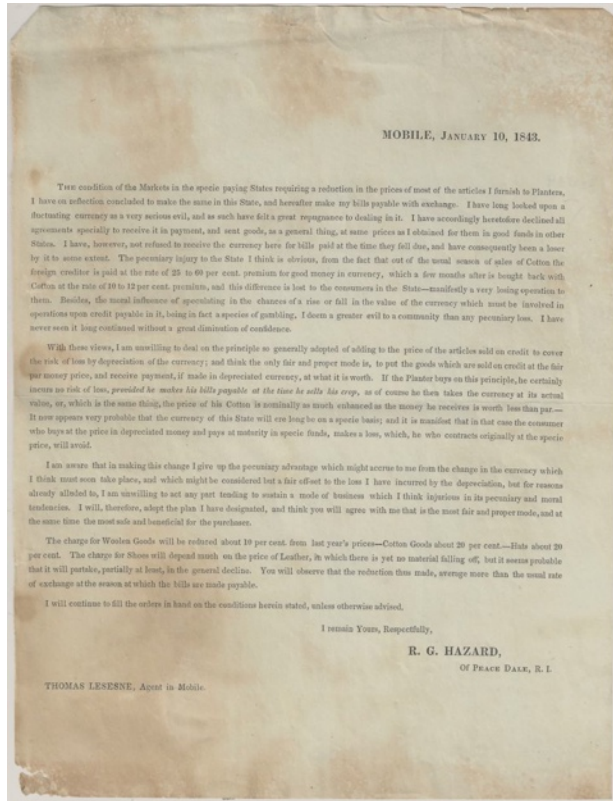 MOBILE, JANUARY 10, 1843.
THE condition of the Markets in the specie paying States requiring a reduction in the prices of most of the articles I furnish to Planters,
I have on reflection concluded to make the same in this State, and hereafter make my bills payable with exchange. I have long looked upon a
fluctuating currency as a very serious evil, and as such have felt a great repugnance to dealing in it. I have accordingly heretofore declined all
agreements specially to receive it in payment, and sent goods, as a general thing, at same prices as I obtained for them in good funds in other
States. I have, however, not refused to receive the currency here for bills paid at the time they fell due, and have consequently been a loser
by it to some extent. The pecuniary injury to the State I think is obvious, from the fact that out of the usual season of sales of Cotton the
foreign creditor is paid at the rate of 25 to 60 per cent. premium for good money in currency, which a few months after is bought back with
Cotton at the rate of 10 to 12 per cent. premium, and this difference is lost to the consumers in the State—manifestly a very losing operation to
them. Besides, the moral influence of speculating in the chances of a rise or fall in the value of the currency which must be involved in
operations upon credit payable in it, being in fact a species of gambling, I deem a greater evil to a community than any pecuniary loss. I have
never seen it long continued without a great diminution of confidence.
With these views, I am unwilling to deal on the principle so generally adopted of adding to the price of the articles sold on credit to cover
the risk of loss by depreciation of the currency; and think the only fair and proper mode is, to put the goods which are sold on credit at the fair
par money price, and receive payment, if made in depreciated currency, at what it is worth. If the Planter buys on this principle, he certainly
incurs no risk of loss, provided he makes his bills payable at the time he sells his crop, as of course he then takes the currency at its actual
value, or, which is the same thing, the price of his Cotton is nominally as much enhanced as the money he receives is worth less than par.—
It now appears very probable that the currency of this State will ere long be on a specie basis; and it is manifest that in that case the consumer
who buys at the price in depreciated money and pays at maturity in specie funds, makes a loss, which, he who contracts originally at the specie
price, will avoid.
I am aware that in making this change I give up the pecuniary advantage which might accrue to me from the change in the currency which
I think must soon take place, and which might be considered but a fair offset to the loss I have incurred by the depreciation, but for reasons
already alluded to, I am unwilling to act any part tending to sustain a mode of business which I think injurious in its pecuniary and moral
tendencies. I will, therefore, adopt the plan I have designated, and think you will agree with me that is the most fair and proper mode, and at
the same time the most safe and beneficial for the purchaser.
The charge for Woolen Goods will be reduced about 10 per cent. from last year's prices—Cotton Goods about 20 per cent.—Hats about 20
per cent. The charge for Shoes will depend much on the price of Leather, in which there is yet no material falling off, but it seems probable
that it will partake, partially at least, in the general decline. You will observe that the reduction thus made, average more than the usual rate
of exchange at the season at which the bills are made payable.
I will continue to fill the orders in hand on the conditions herein stated, unless otherwise advised.
I remain Yours, Respectfully,
R. G. HAZARD,
Of PEACE DALE, R. I.
THOMAS LESESNE, Agent in Mobile.